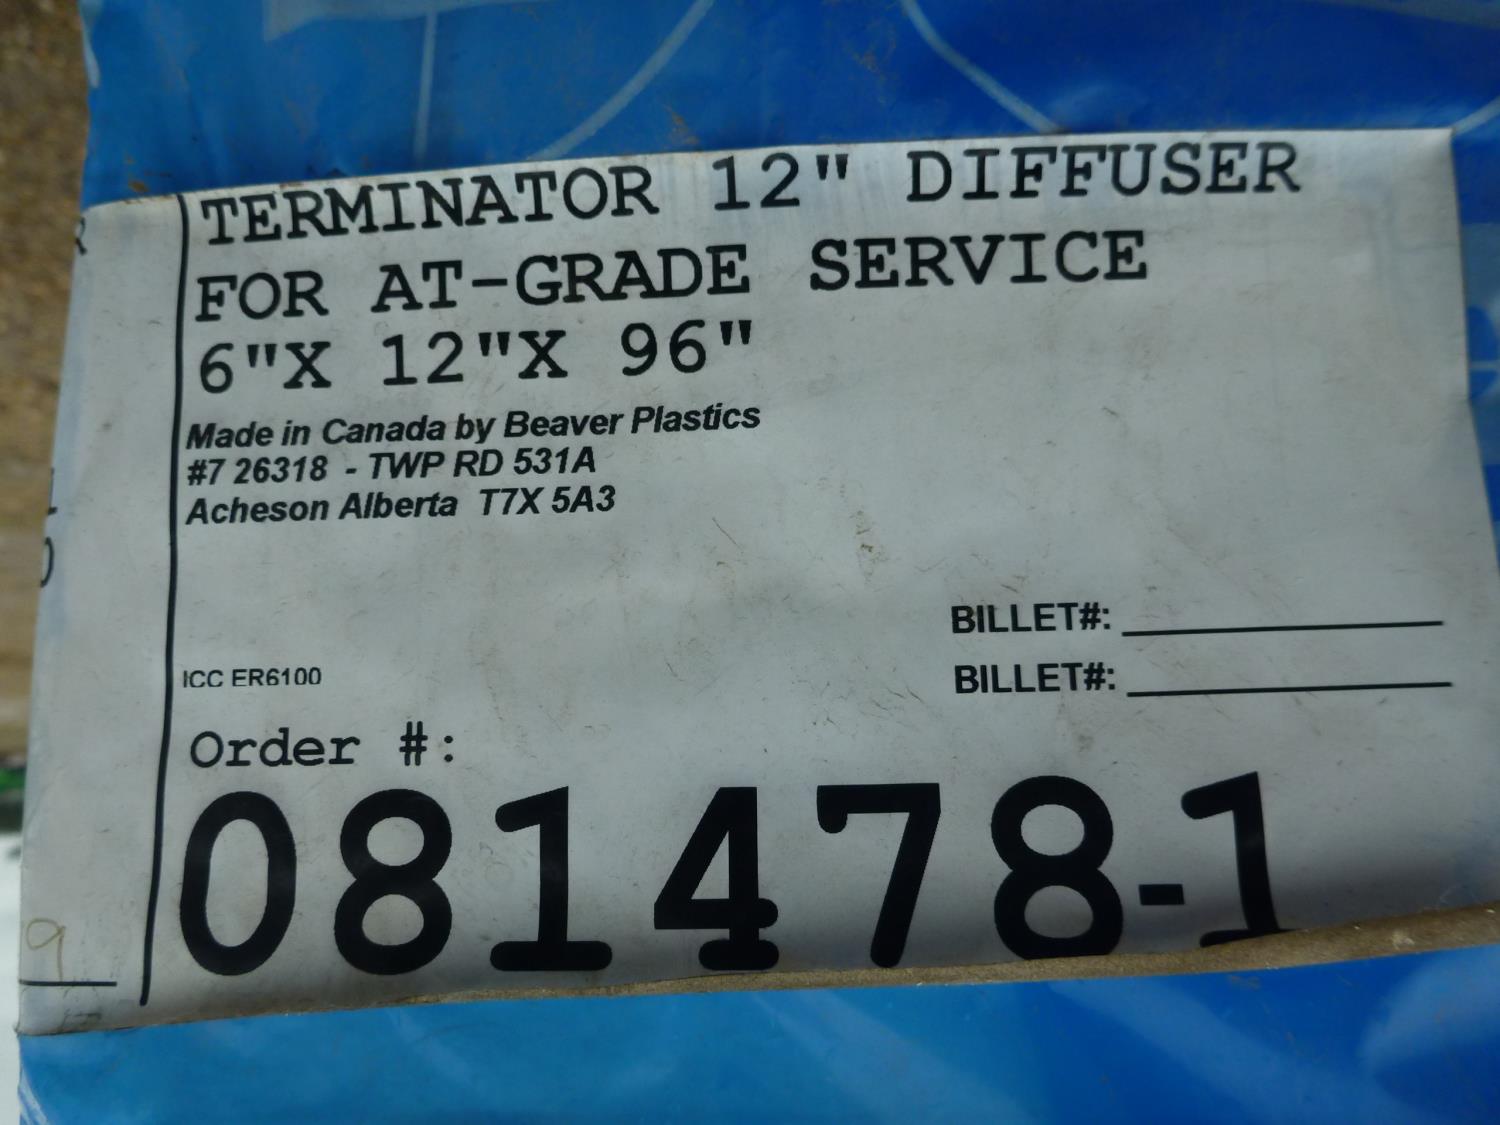 TERMINATOR 12" DIFFUSER
FOR AT-GRADE SERVICE
6"X 12"X 96"
Made in Canada by Beaver Plastics
#7 26318 - TWP RD 531A
Acheson Alberta T7X 5A3
BILLET#:
BILLET#:
ICC ER6100
Order #:
081478-1
9